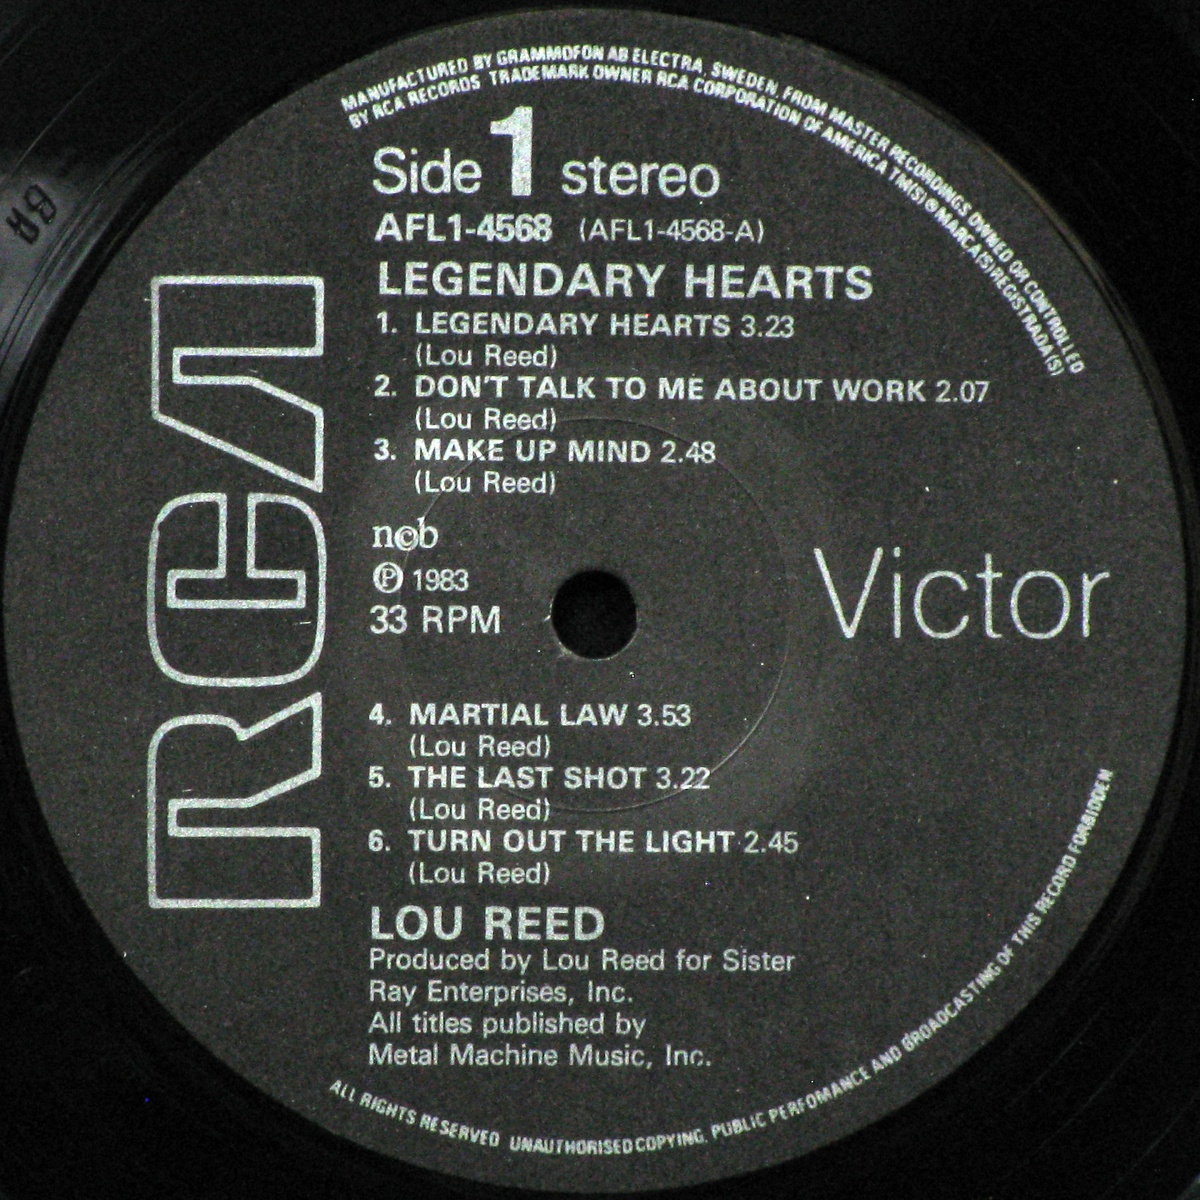 MANUFACTURED BY GRAMMOFON AB ELECTRA, SWEDEN, FROM MASTER RECORDINGS OWNED OR CONTROLLED
BY RCA RECORDS TRADEMARK OWNER RCA CORPORATION OF AMERICA TM(S)®MARCA(S)REGISTRADA(S)
Side 1 stereo
AFL1-4568 (AFL1-4568-A)
LEGENDARY HEARTS
1. LEGENDARY HEARTS 3.23
(Lou Reed)
2. DON'T TALK TO ME ABOUT WORK 2.07
(Lou Reed)
3. MAKE UP MIND 2.48
(Lou Reed)
n©b
℗ 1983
33 RPM
RCA
Victor
4. MARTIAL LAW 3.53
(Lou Reed)
5. THE LAST SHOT 3.22
(Lou Reed)
6. TURN OUT THE LIGHT 2.45
(Lou Reed)
LOU REED
Produced by Lou Reed for Sister
Ray Enterprises, Inc.
All titles published by
Metal Machine Music, Inc.
ALL RIGHTS RESERVED UNAUTHORISED COPYING, PUBLIC PERFOMANCE AND BROADCASTING OF THIS RECORD FORBIDDEN